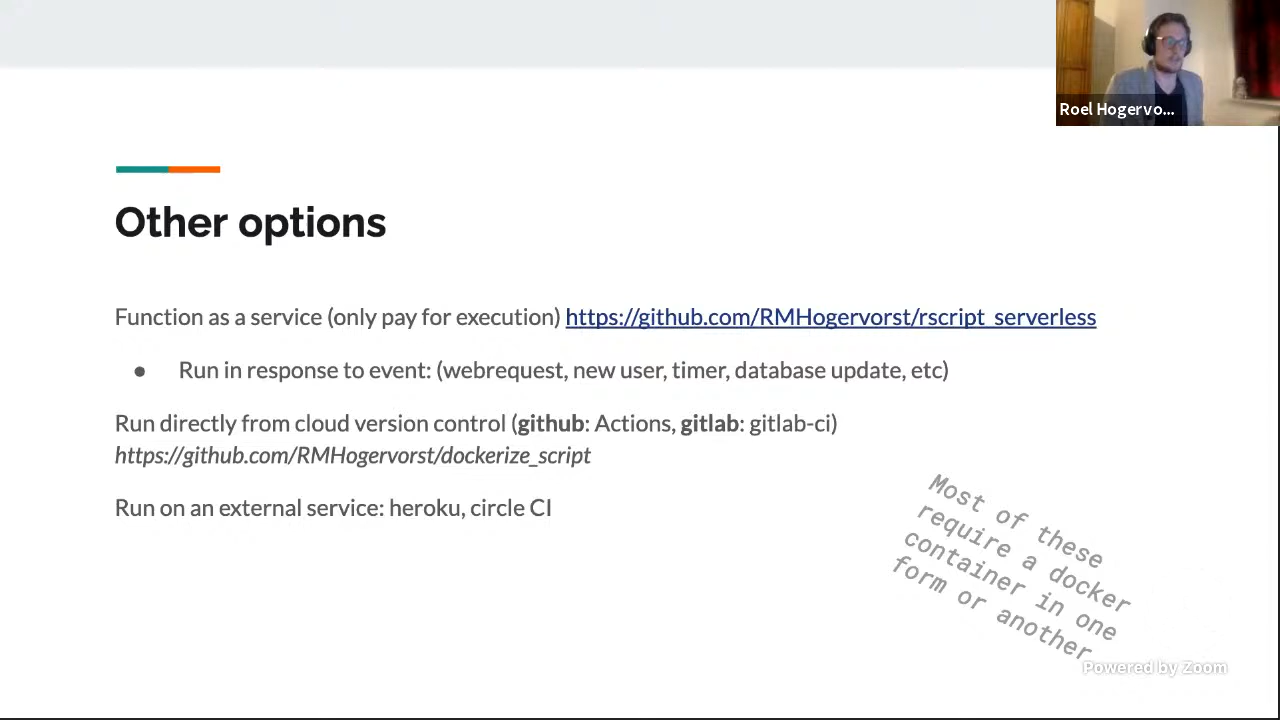 Roel Hogervo...
Other options
Function as a service (only pay for execution) https://github.com/RMHogervorst/rscript_serverless
● Run in response to event: (webrequest, new user, timer, database update, etc)
Run directly from cloud version control (github: Actions, gitlab: gitlab-ci)
https://github.com/RMHogervorst/dockerize_script
Run on an external service: heroku, circle CI
Most of these
require a docker
container in one
form or another
Powered by Zoom